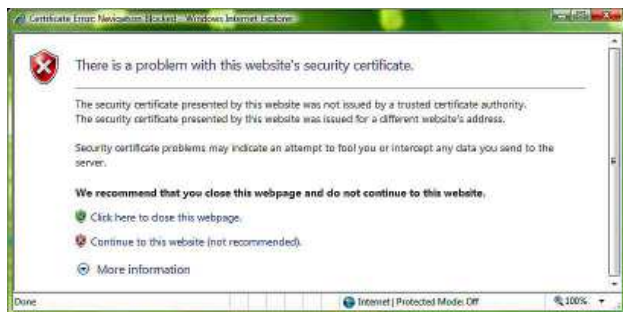 Certificate Error: Navigation Blocked - Windows Internet Explorer
There is a problem with this website's security certificate.
The security certificate presented by this website was not issued by a trusted certificate authority.
The security certificate presented by this website was issued for a different website's address.
Security certificate problems may indicate an attempt to fool you or intercept any data you send to the
server.
We recommend that you close this webpage and do not continue to this website.
Click here to close this webpage.
Continue to this website (not recommended).
More information
Done
Internet | Protected Mode: Off
100%